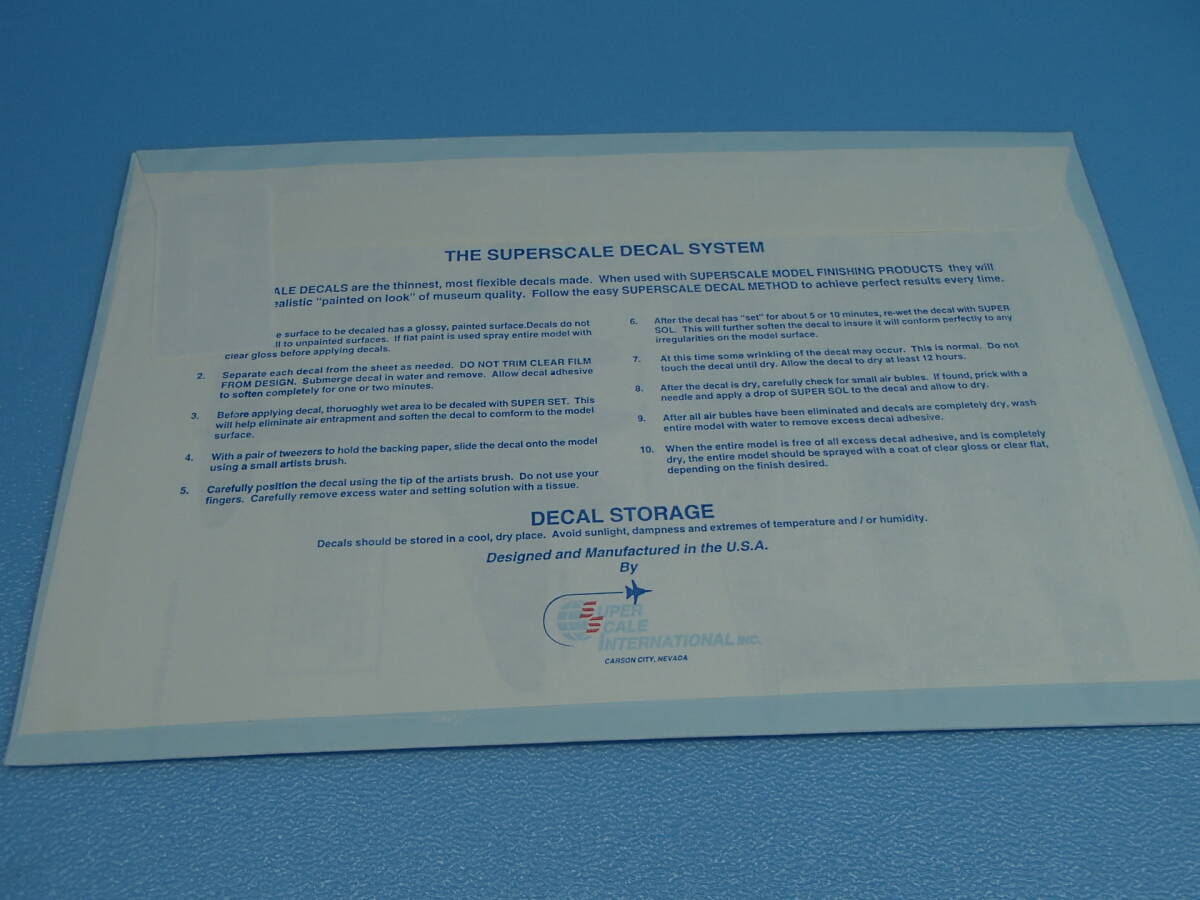 THE SUPERSCALE DECAL SYSTEM
ALE DECALS are the thinnest, most flexible decals made. When used with SUPERSCALE MODEL FINISHING PRODUCTS they will
ealistic "painted on look" of museum quality. Follow the easy SUPERSCALE DECAL METHOD to achieve perfect results every time.
e surface to be decaled has a glossy, painted surface.Decals do not
ll to unpainted surfaces. If flat paint is used spray entire model with
clear gloss before applying decals.
2. Separate each decal from the sheet as needed. DO NOT TRIM CLEAR FILM
FROM DESIGN. Submerge decal in water and remove. Allow decal adhesive
to soften completely for one or two minutes.
3. Before applying decal, thoruoghly wet area to be decaled with SUPER SET. This
will help eliminate air entrapment and soften the decal to comform to the model
surface.
4. With a pair of tweezers to hold the backing paper, slide the decal onto the model
using a small artists brush.
5. Carefully position the decal using the tip of the artists brush. Do not use your
fingers. Carefully remove excess water and setting solution with a tissue.
6. After the decal has "set" for about 5 or 10 minutes, re-wet the decal with SUPER
SOL. This will further soften the decal to insure it will conform perfectly to any
irregularities on the model surface.
7. At this time some wrinkling of the decal may occur. This is normal. Do not
touch the decal until dry. Allow the decal to dry at least 12 hours.
8. After the decal is dry, carefully check for small air bubles. If found, prick with a
needle and apply a drop of SUPER SOL to the decal and allow to dry.
9. After all air bubles have been eliminated and decals are completely dry, wash
entire model with water to remove excess decal adhesive.
10. When the entire model is free of all excess decal adhesive, and is completely
dry, the entire model should be sprayed with a coat of clear gloss or clear flat,
depending on the finish desired.
DECAL STORAGE
Decals should be stored in a cool, dry place. Avoid sunlight, dampness and extremes of temperature and / or humidity.
Designed and Manufactured in the U.S.A.
By
SUPER
SCALE
INTERNATIONAL INC.
CARSON CITY, NEVADA